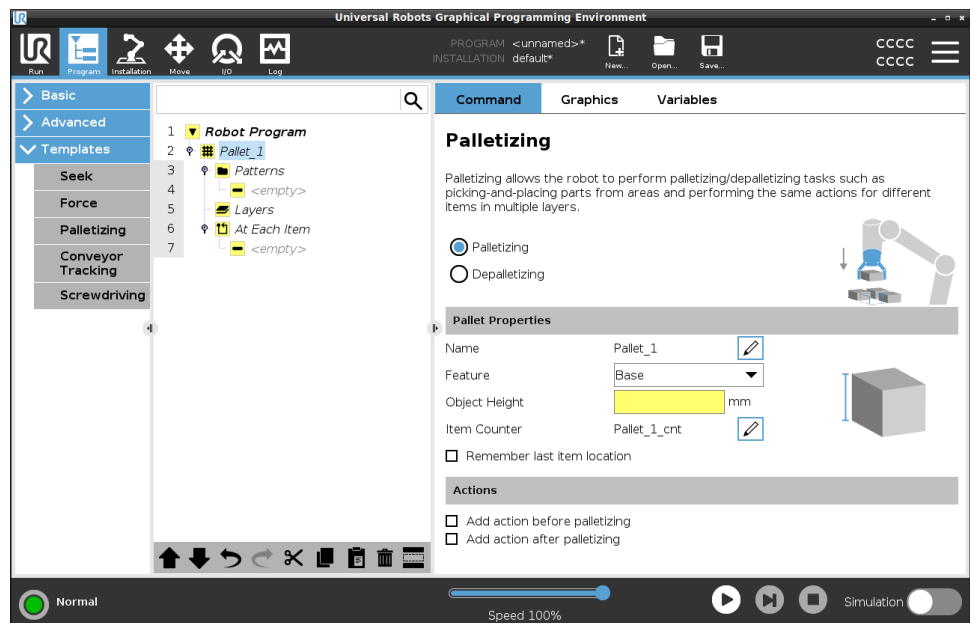 Universal Robots Graphical Programming Environment
Run
Program
Installation
Move
I/O
Log
PROGRAM <unnamed>*
INSTALLATION default*
New...
Open...
Save...
cccc
cccc
Basic
Advanced
Templates
Seek
Force
Palletizing
Conveyor
Tracking
Screwdriving
1 Robot Program
2 Pallet_1
3 Patterns
4 <empty>
5 Layers
6 At Each Item
7 <empty>
Command
Graphics
Variables
Palletizing
Palletizing allows the robot to perform palletizing/depalletizing tasks such as
picking-and-placing parts from areas and performing the same actions for different
items in multiple layers.
Palletizing
Depalletizing
Pallet Properties
Name Pallet_1
Feature Base
Object Height mm
Item Counter Pallet_1_cnt
Remember last item location
Actions
Add action before palletizing
Add action after palletizing
Normal
Speed 100%
Simulation